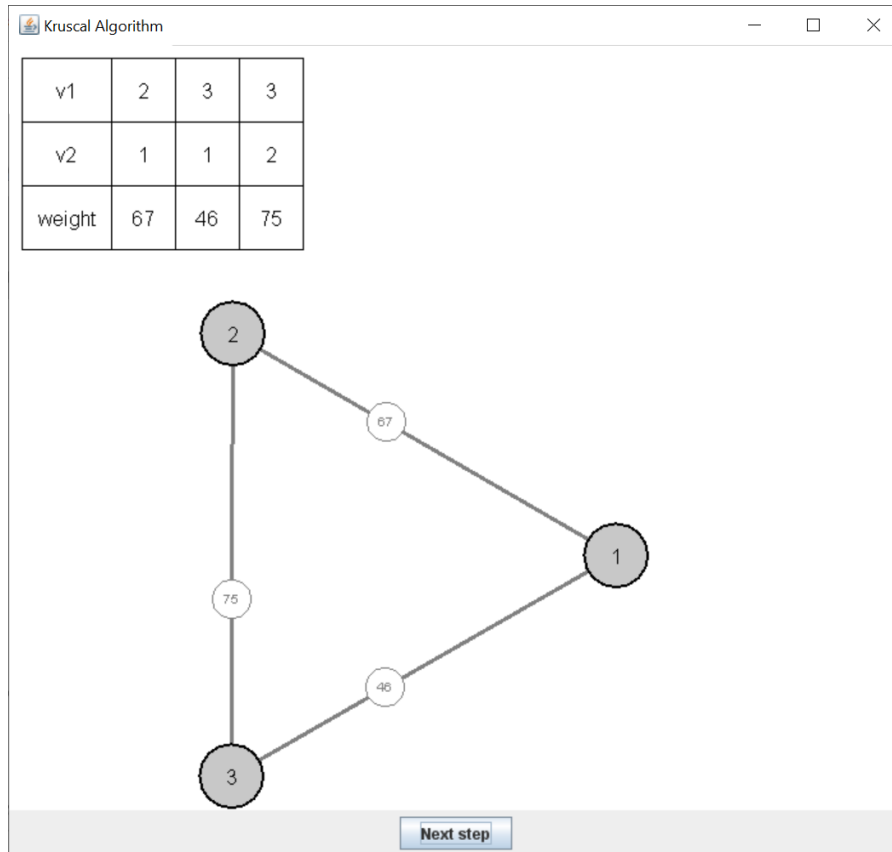 Kruscal Algorithm
v1 2 3 3
v2 1 1 2
weight 67 46 75
2
67
1
75
46
3
Next step